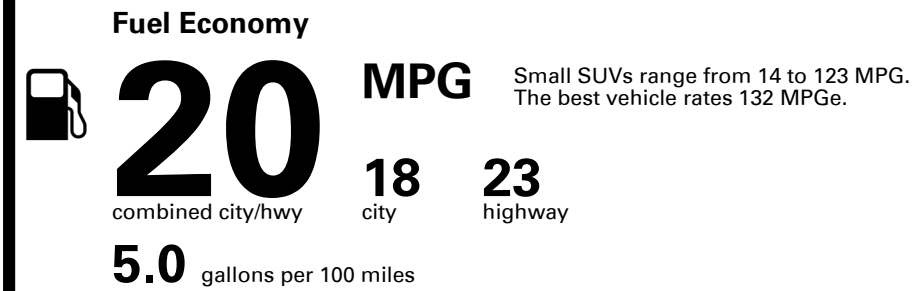 Fuel Economy
20 MPG
Small SUVs range from 14 to 123 MPG.
The best vehicle rates 132 MPGe.
combined city/hwy
18 city
23 highway
5.0 gallons per 100 miles